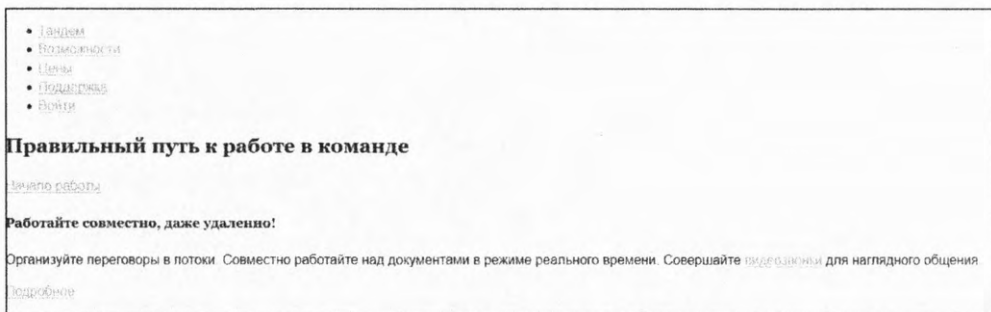 Тандем
Возможности
Цены
Поддержка
Войти
Правильный путь к работе в команде
Начало работы
Работайте совместно, даже удаленно!
Организуйте переговоры в потоки. Совместно работайте над документами в режиме реального времени. Совершайте видеозвонки для наглядного общения.
Подробнее